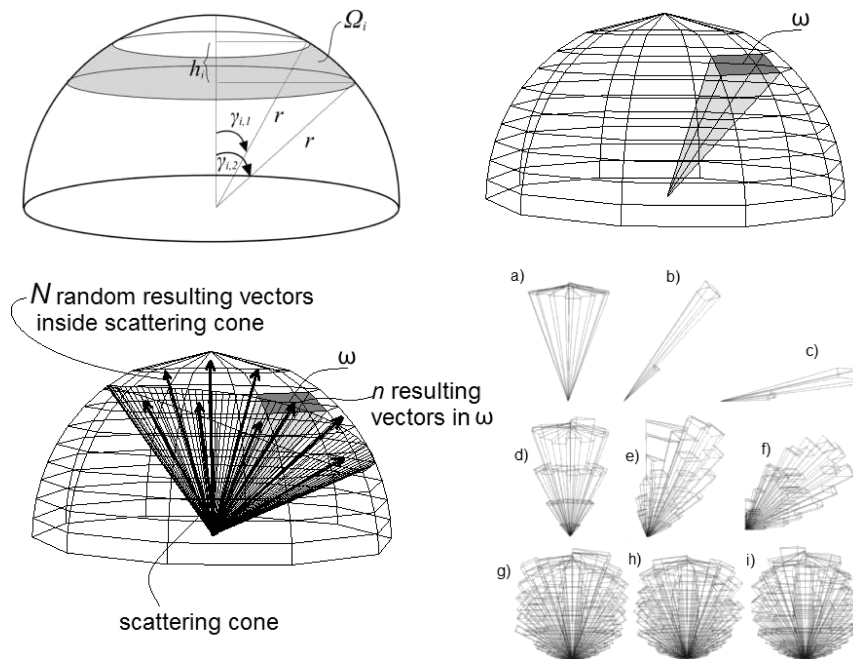 Ωi
hi
γi,1
r
r
γi,2
ω
N random resulting vectors
inside scattering cone
ω
n resulting
vectors in ω
scattering cone
a)
b)
c)
d)
e)
f)
g)
h)
i)